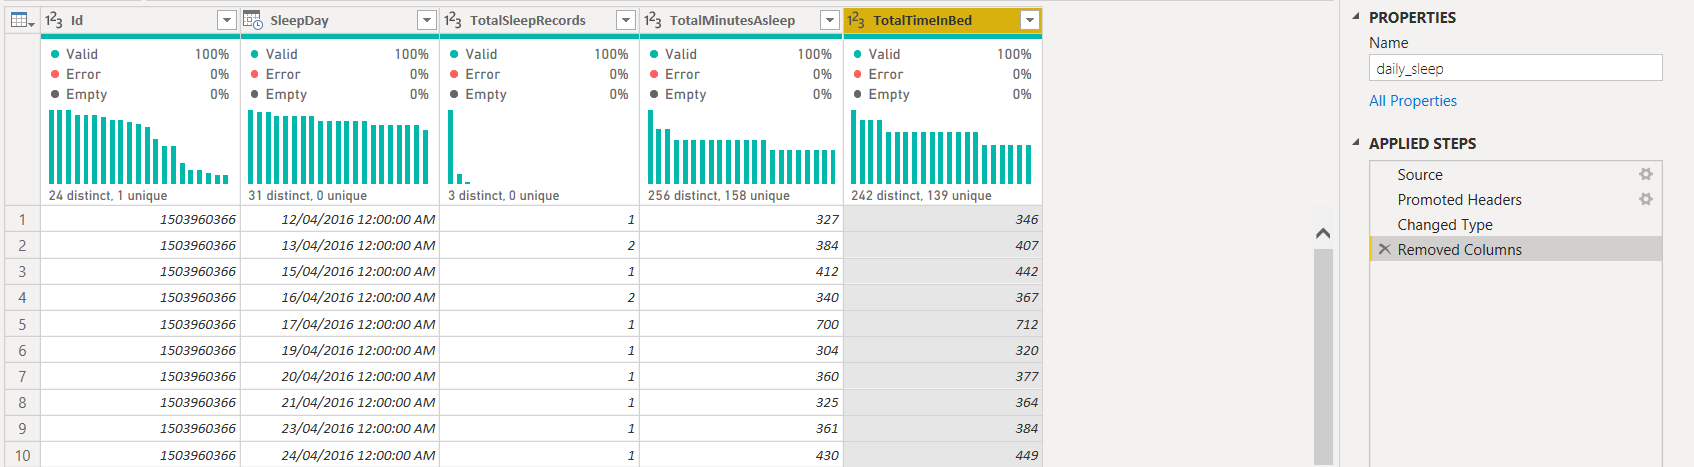 Id SleepDay TotalSleepRecords TotalMinutesAsleep TotalTimeInBed
Valid 100% Valid 100% Valid 100% Valid 100% Valid 100%
Error 0% Error 0% Error 0% Error 0% Error 0%
Empty 0% Empty 0% Empty 0% Empty 0% Empty 0%
24 distinct, 1 unique 31 distinct, 0 unique 3 distinct, 0 unique 256 distinct, 158 unique 242 distinct, 139 unique
1 1503960366 12/04/2016 12:00:00 AM 1 327 346
2 1503960366 13/04/2016 12:00:00 AM 2 384 407
3 1503960366 15/04/2016 12:00:00 AM 1 412 442
4 1503960366 16/04/2016 12:00:00 AM 2 340 367
5 1503960366 17/04/2016 12:00:00 AM 1 700 712
6 1503960366 19/04/2016 12:00:00 AM 1 304 320
7 1503960366 20/04/2016 12:00:00 AM 1 360 377
8 1503960366 21/04/2016 12:00:00 AM 1 325 364
9 1503960366 23/04/2016 12:00:00 AM 1 361 384
10 1503960366 24/04/2016 12:00:00 AM 1 430 449
PROPERTIES
Name
daily_sleep
All Properties
APPLIED STEPS
Source
Promoted Headers
Changed Type
Removed Columns